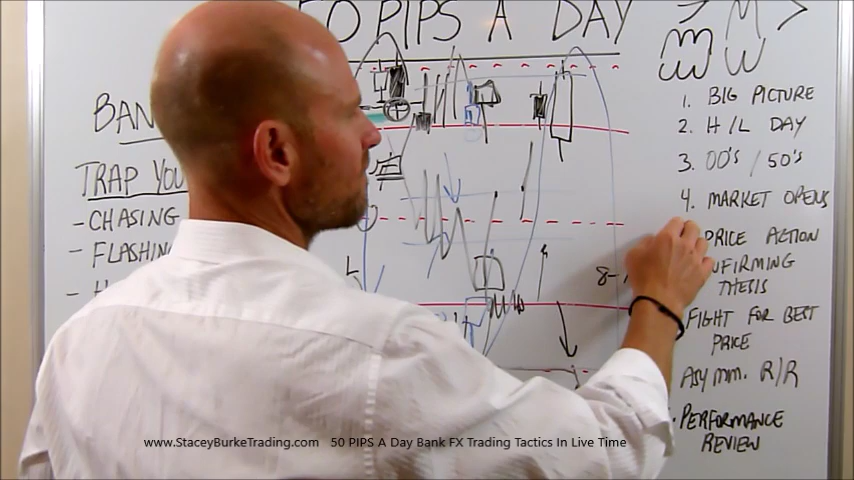 50 PIPS A DAY
BAN
TRAP YOU
- CHASING
- FLASHIN
1. BIG PICTURE
2. H/L DAY
3. 00's / 50's
4. MARKET OPENS
PRICE ACTION
FIRMING
THESIS
FIGHT FOR BEST
PRICE
ASYMM. R/R
PERFORMANCE
REVIEW
8-
www.StaceyBurkeTrading.com 50 PIPS A Day Bank FX Trading Tactics In Live Time